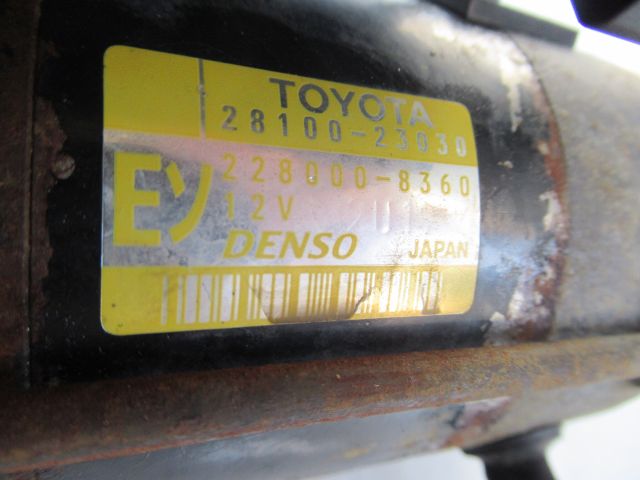 TOYOTA
28100-23030
Eソ
228000-8360
12V
DENSO JAPAN